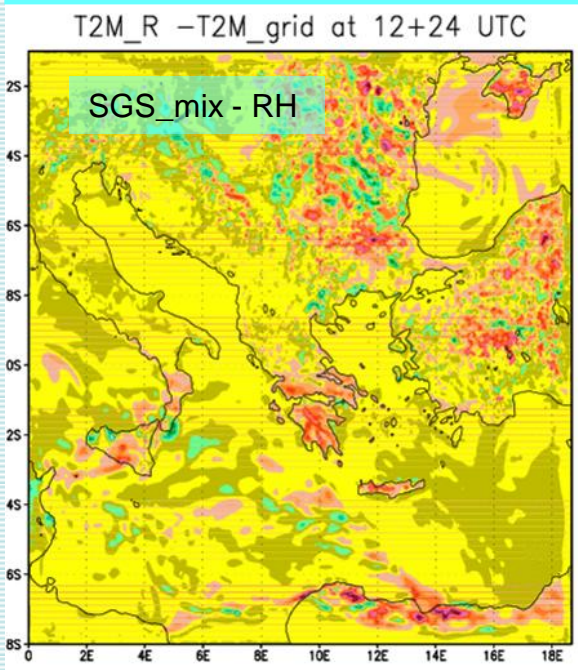 T2M_R -T2M_grid at 12+24 UTC
SGS_mix - RH
2S
4S
6S
8S
0S
2S
4S
6S
8S
0 2E 4E 6E 8E 10E 12E 14E 16E 18E